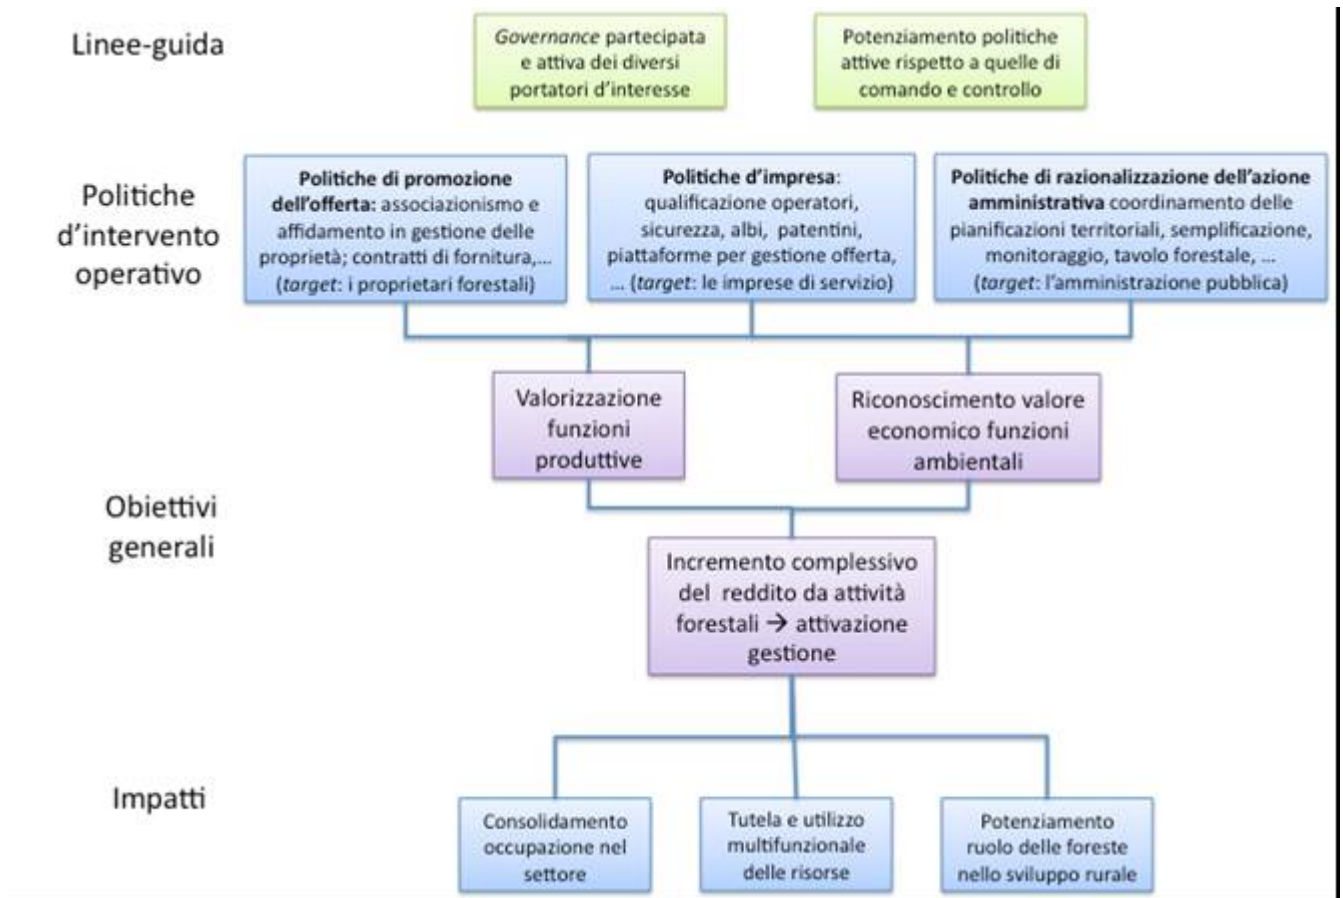 Linee-guida
Governance partecipata
e attiva dei diversi
portatori d'interesse
Potenziamento politiche
attive rispetto a quelle di
comando e controllo
Politiche
d'intervento
operativo
Politiche di promozione
dell'offerta: associazionismo e
affidamento in gestione delle
proprietà; contratti di fornitura,...
(target: i proprietari forestali)
Politiche d'impresa:
qualificazione operatori,
sicurezza, albi, patentini,
piattaforme per gestione offerta,
... (target: le imprese di servizio)
Politiche di razionalizzazione dell'azione
amministrativa coordinamento delle
pianificazioni territoriali, semplificazione,
monitoraggio, tavolo forestale, ...
(target: l'amministrazione pubblica)
Obiettivi
generali
Valorizzazione
funzioni
produttive
Riconoscimento valore
economico funzioni
ambientali
Incremento complessivo
del reddito da attività
forestali → attivazione
gestione
Impatti
Consolidamento
occupazione nel
settore
Tutela e utilizzo
multifunzionale
delle risorse
Potenziamento
ruolo delle foreste
nello sviluppo rurale